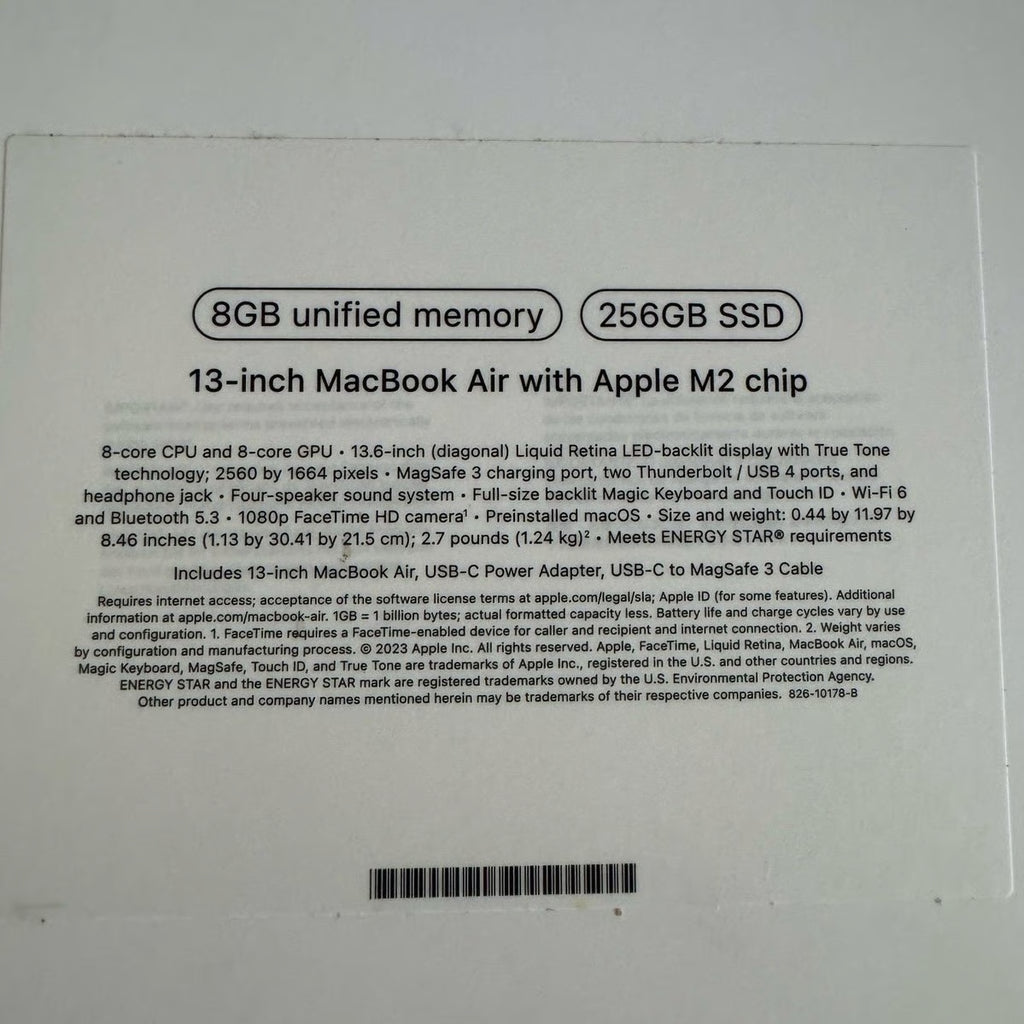 8GB unified memory 256GB SSD
13-inch MacBook Air with Apple M2 chip
8-core CPU and 8-core GPU • 13.6-inch (diagonal) Liquid Retina LED-backlit display with True Tone
technology; 2560 by 1664 pixels • MagSafe 3 charging port, two Thunderbolt / USB 4 ports, and
headphone jack • Four-speaker sound system • Full-size backlit Magic Keyboard and Touch ID • Wi-Fi 6
and Bluetooth 5.3 • 1080p FaceTime HD camera¹ • Preinstalled macOS • Size and weight: 0.44 by 11.97 by
8.46 inches (1.13 by 30.41 by 21.5 cm); 2.7 pounds (1.24 kg)² • Meets ENERGY STAR® requirements
Includes 13-inch MacBook Air, USB-C Power Adapter, USB-C to MagSafe 3 Cable
Requires internet access; acceptance of the software license terms at apple.com/legal/sla; Apple ID (for some features). Additional
information at apple.com/macbook-air. 1GB = 1 billion bytes; actual formatted capacity less. Battery life and charge cycles vary by use
and configuration. 1. FaceTime requires a FaceTime-enabled device for caller and recipient and internet connection. 2. Weight varies
by configuration and manufacturing process. © 2023 Apple Inc. All rights reserved. Apple, FaceTime, Liquid Retina, MacBook Air, macOS,
Magic Keyboard, MagSafe, Touch ID, and True Tone are trademarks of Apple Inc., registered in the U.S. and other countries and regions.
ENERGY STAR and the ENERGY STAR mark are registered trademarks owned by the U.S. Environmental Protection Agency.
Other product and company names mentioned herein may be trademarks of their respective companies. 826-10178-B